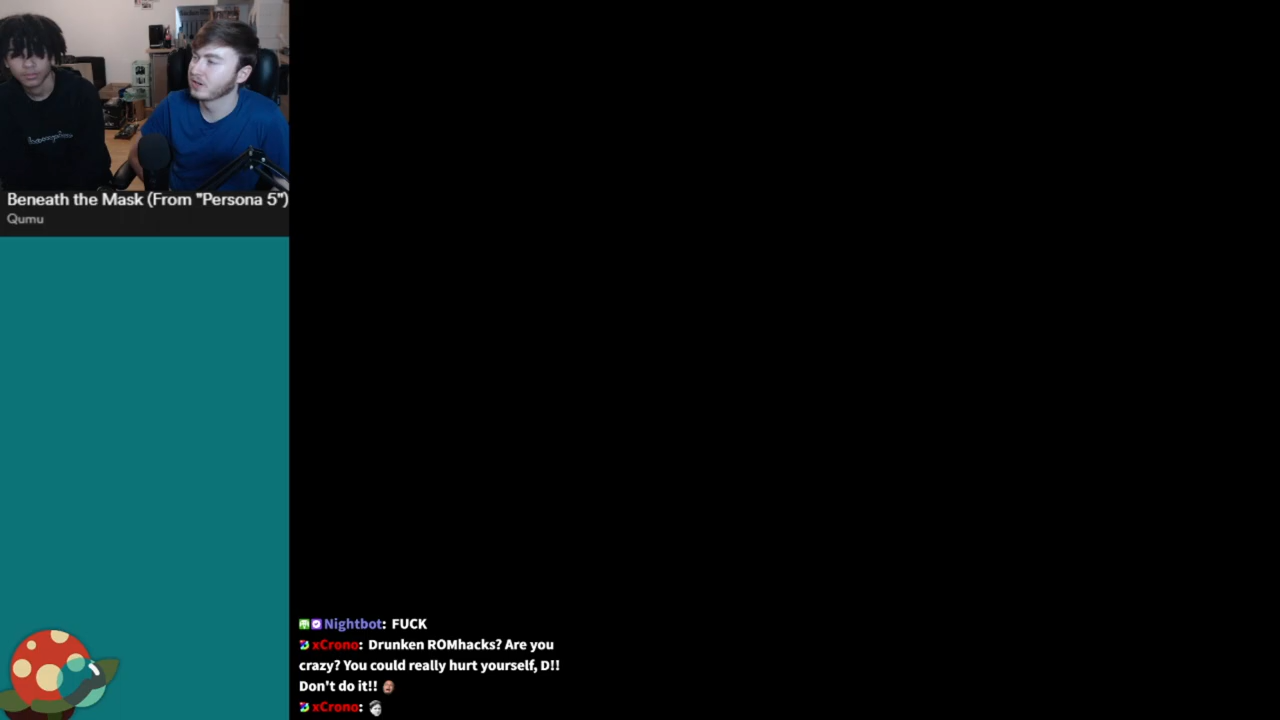 Beneath the Mask (From "Persona 5")
Qumu
Nightbot: FUCK
xCrono: Drunken ROMhacks? Are you
crazy? You could really hurt yourself, D!!
Don't do it!!
xCrono: